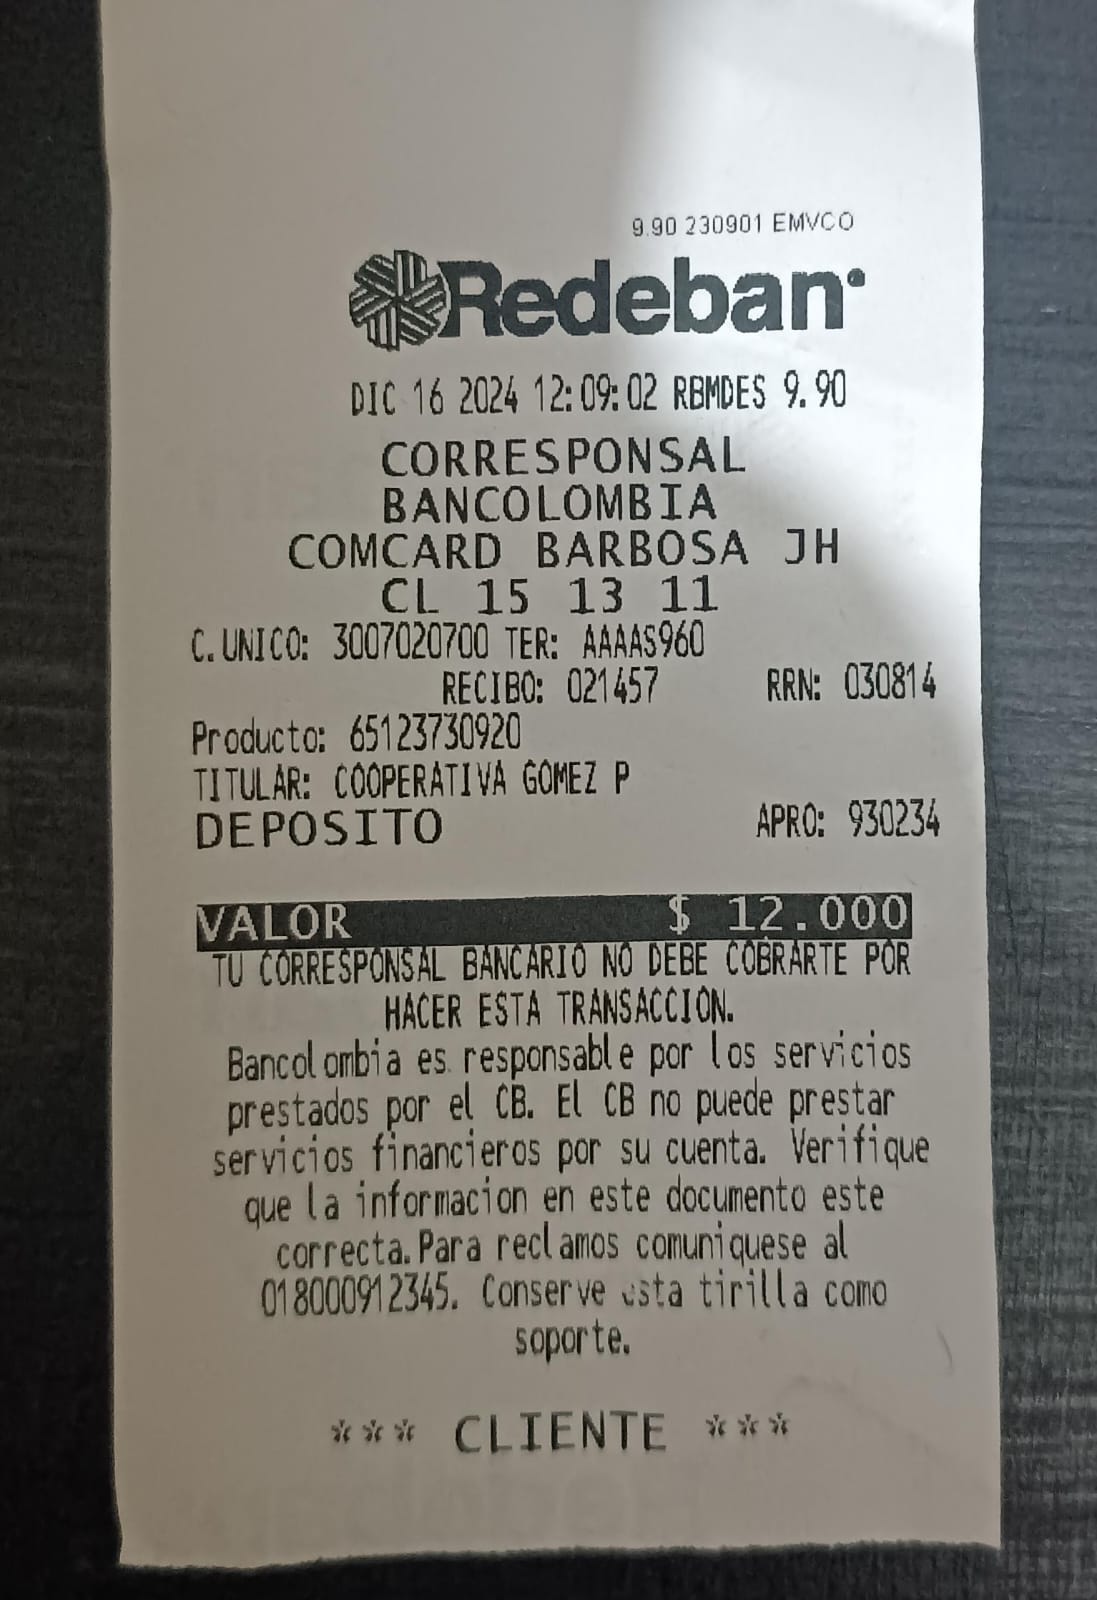 9.90 230901 EMVCO
Redeban
DIC 16 2024 12:09:02 RBMDES 9.90
CORRESPONSAL
BANCOLOMBIA
COMCARD BARBOSA JH
CL 15 13 11
C.UNICO: 3007020700 TER: AAAAS960
RECIBO: 021457 RRN: 030814
Producto: 65123730920
TITULAR: COOPERATIVA GOMEZ P
DEPOSITO APRO: 930234
VALOR $ 12.000
TU CORRESPONSAL BANCARIO NO DEBE COBRARTE POR
HACER ESTA TRANSACCION.
Bancolombia es responsable por los servicios
prestados por el CB. El CB no puede prestar
servicios financieros por su cuenta. Verifique
que la informacion en este documento este
correcta.Para reclamos comuniquese al
018000912345. Conserve esta tirilla como
soporte.
*** CLIENTE ***